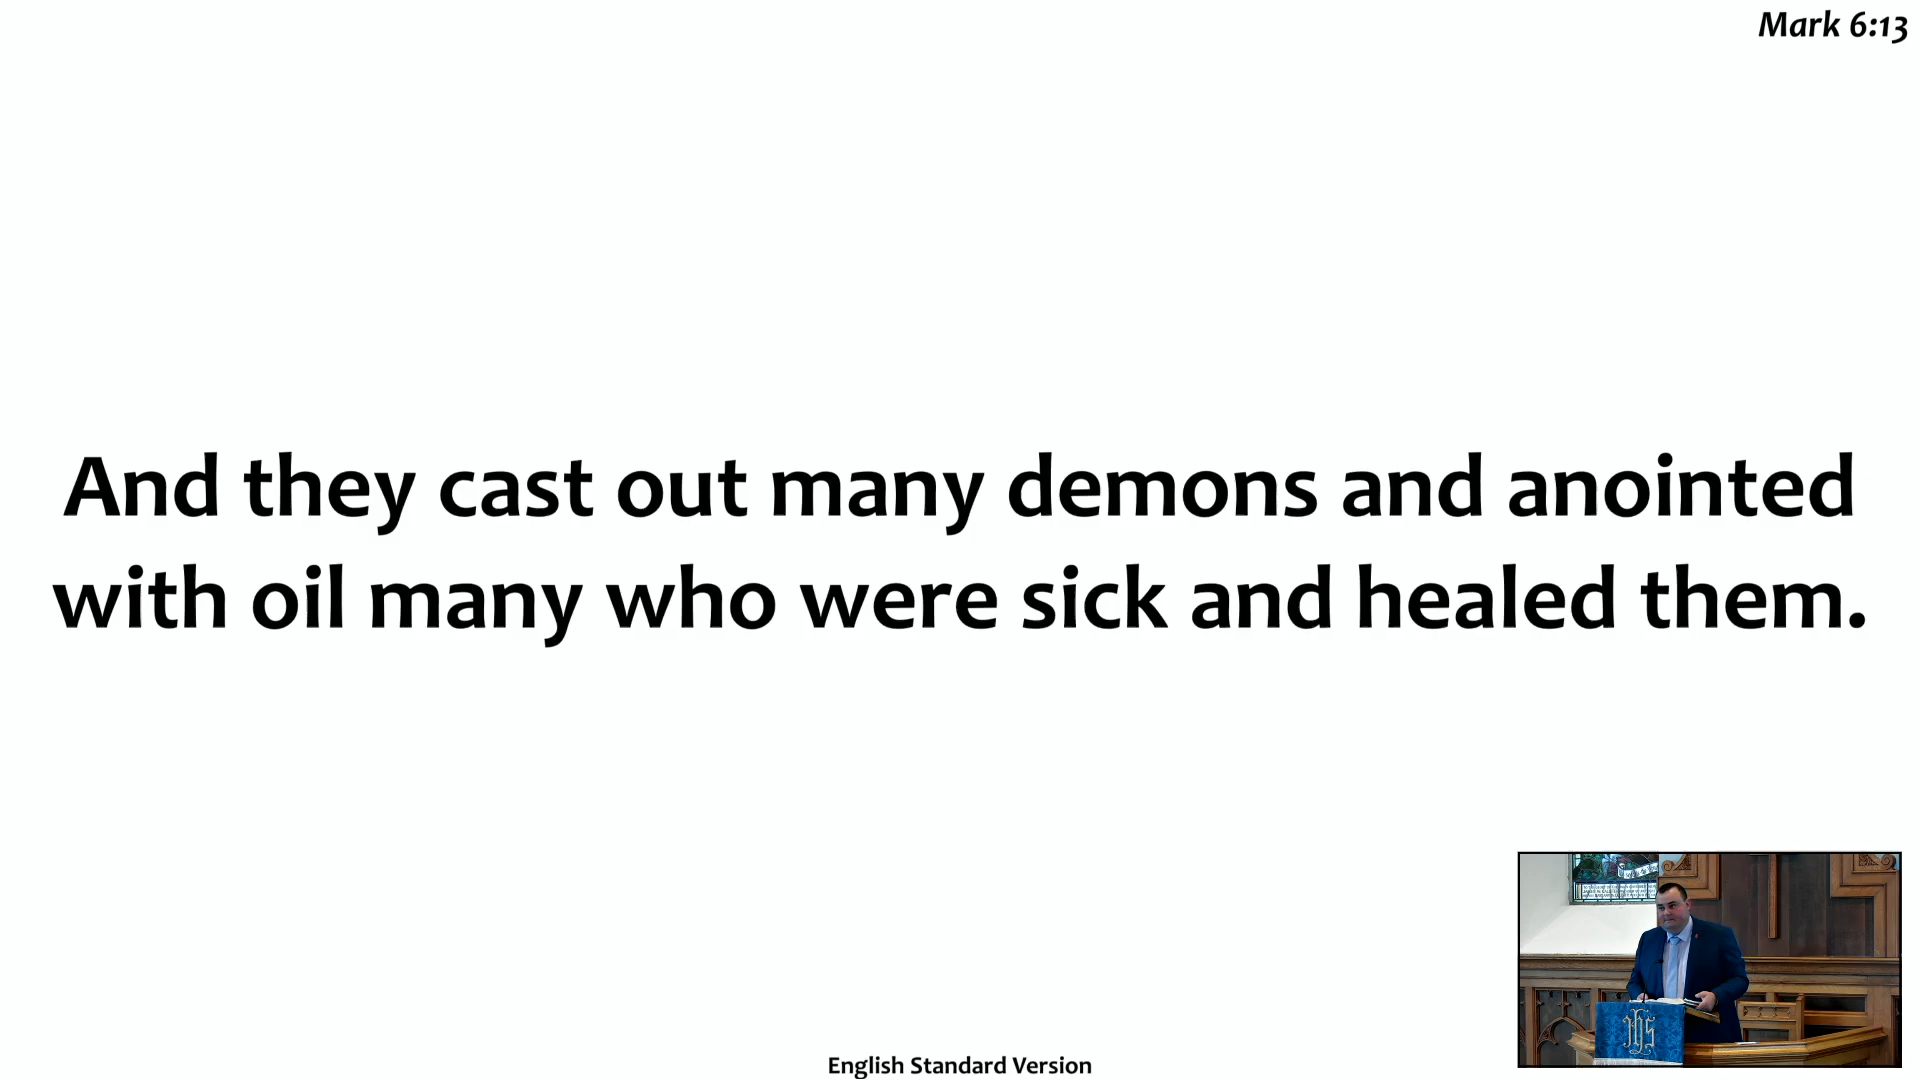 Mark 6:13
And they cast out many demons and anointed
with oil many who were sick and healed them.
IHS
English Standard Version